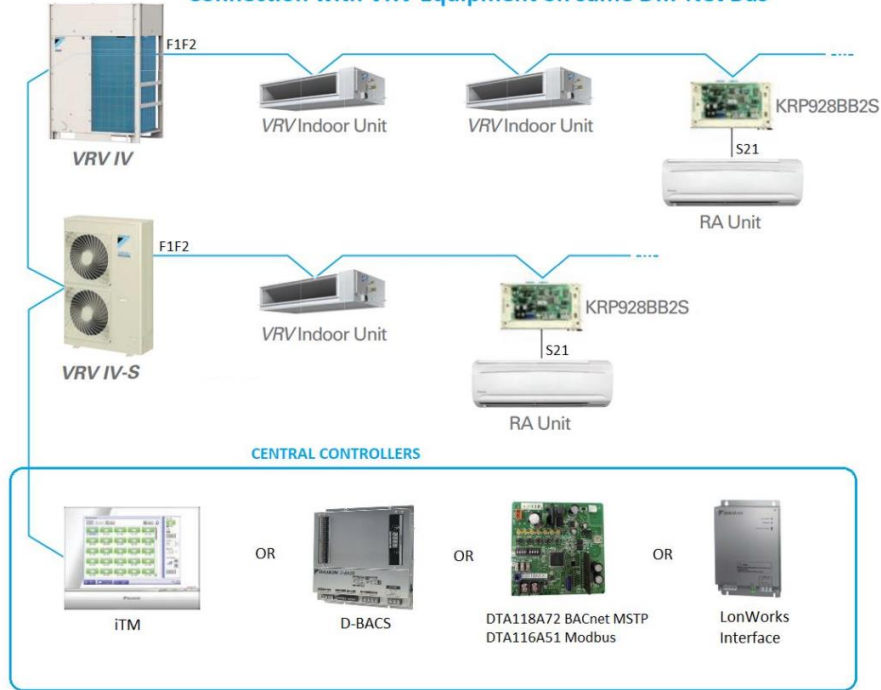 Connection with VRV Equipment on same DIII-Net Bus
F1F2
VRV Indoor Unit
VRV Indoor Unit
KRP928BB2S
S21
VRV IV
RA Unit
F1F2
VRV Indoor Unit
KRP928BB2S
S21
VRV IV-S
RA Unit
CENTRAL CONTROLLERS
OR
OR
OR
iTM
D-BACS
DTA118A72 BACnet MSTP
DTA116A51 Modbus
LonWorks
Interface